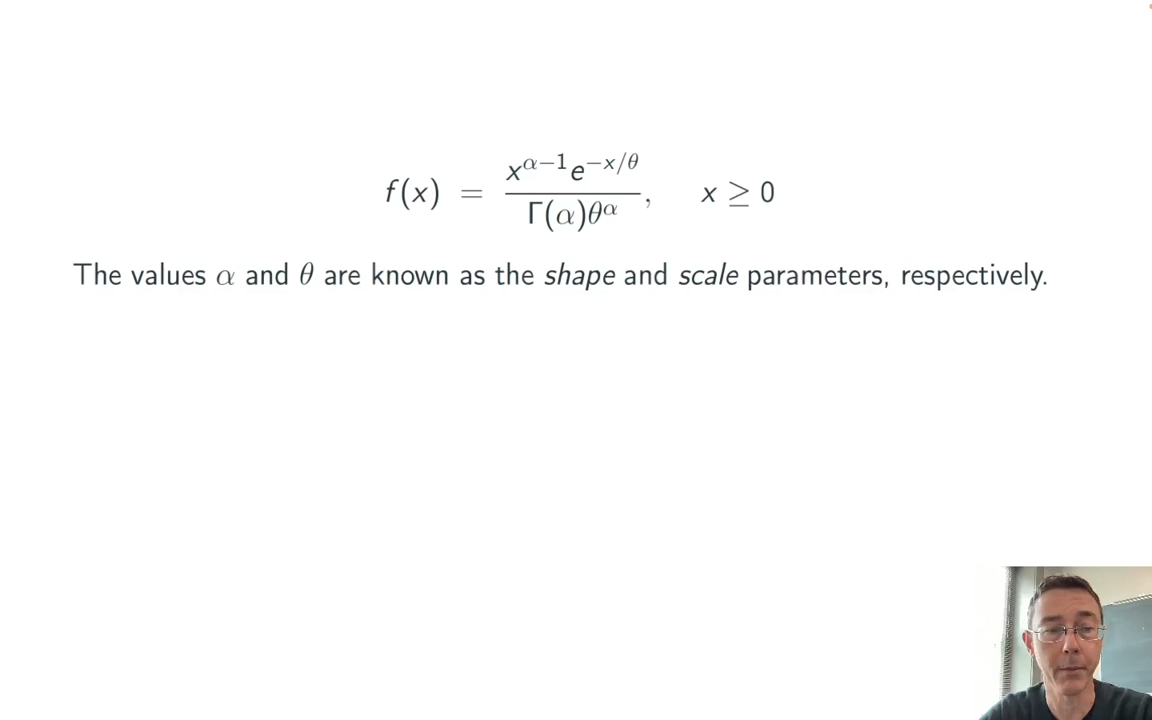 f(x) = x^{α−1}e^{−x/θ} / Γ(α)θ^α, x ≥ 0
The values α and θ are known as the shape and scale parameters, respectively.